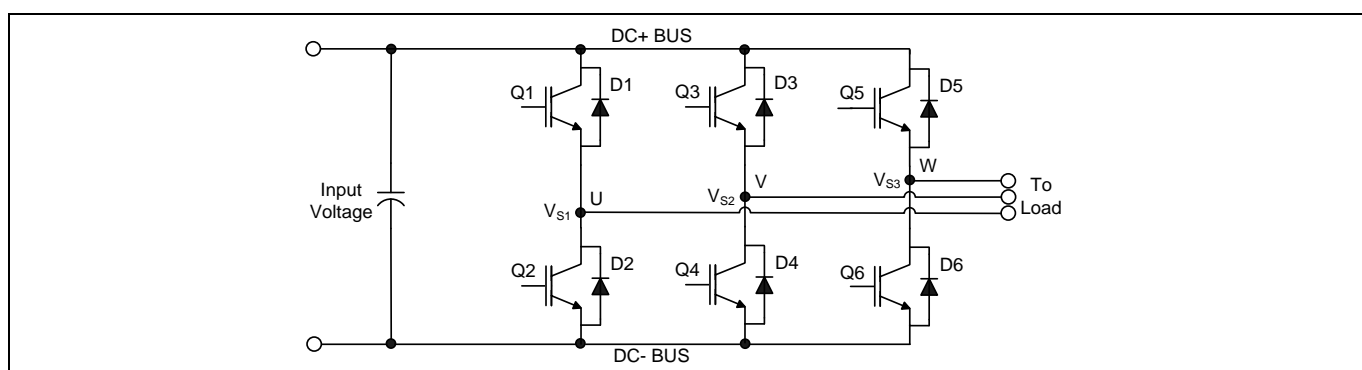 DC+ BUS
D1
D3
D5
Q1
Q3
Q5
W
Input
Voltage
U
V
VS1
VS2
VS3
To
Load
D2
D4
D6
Q2
Q4
Q6
DC- BUS